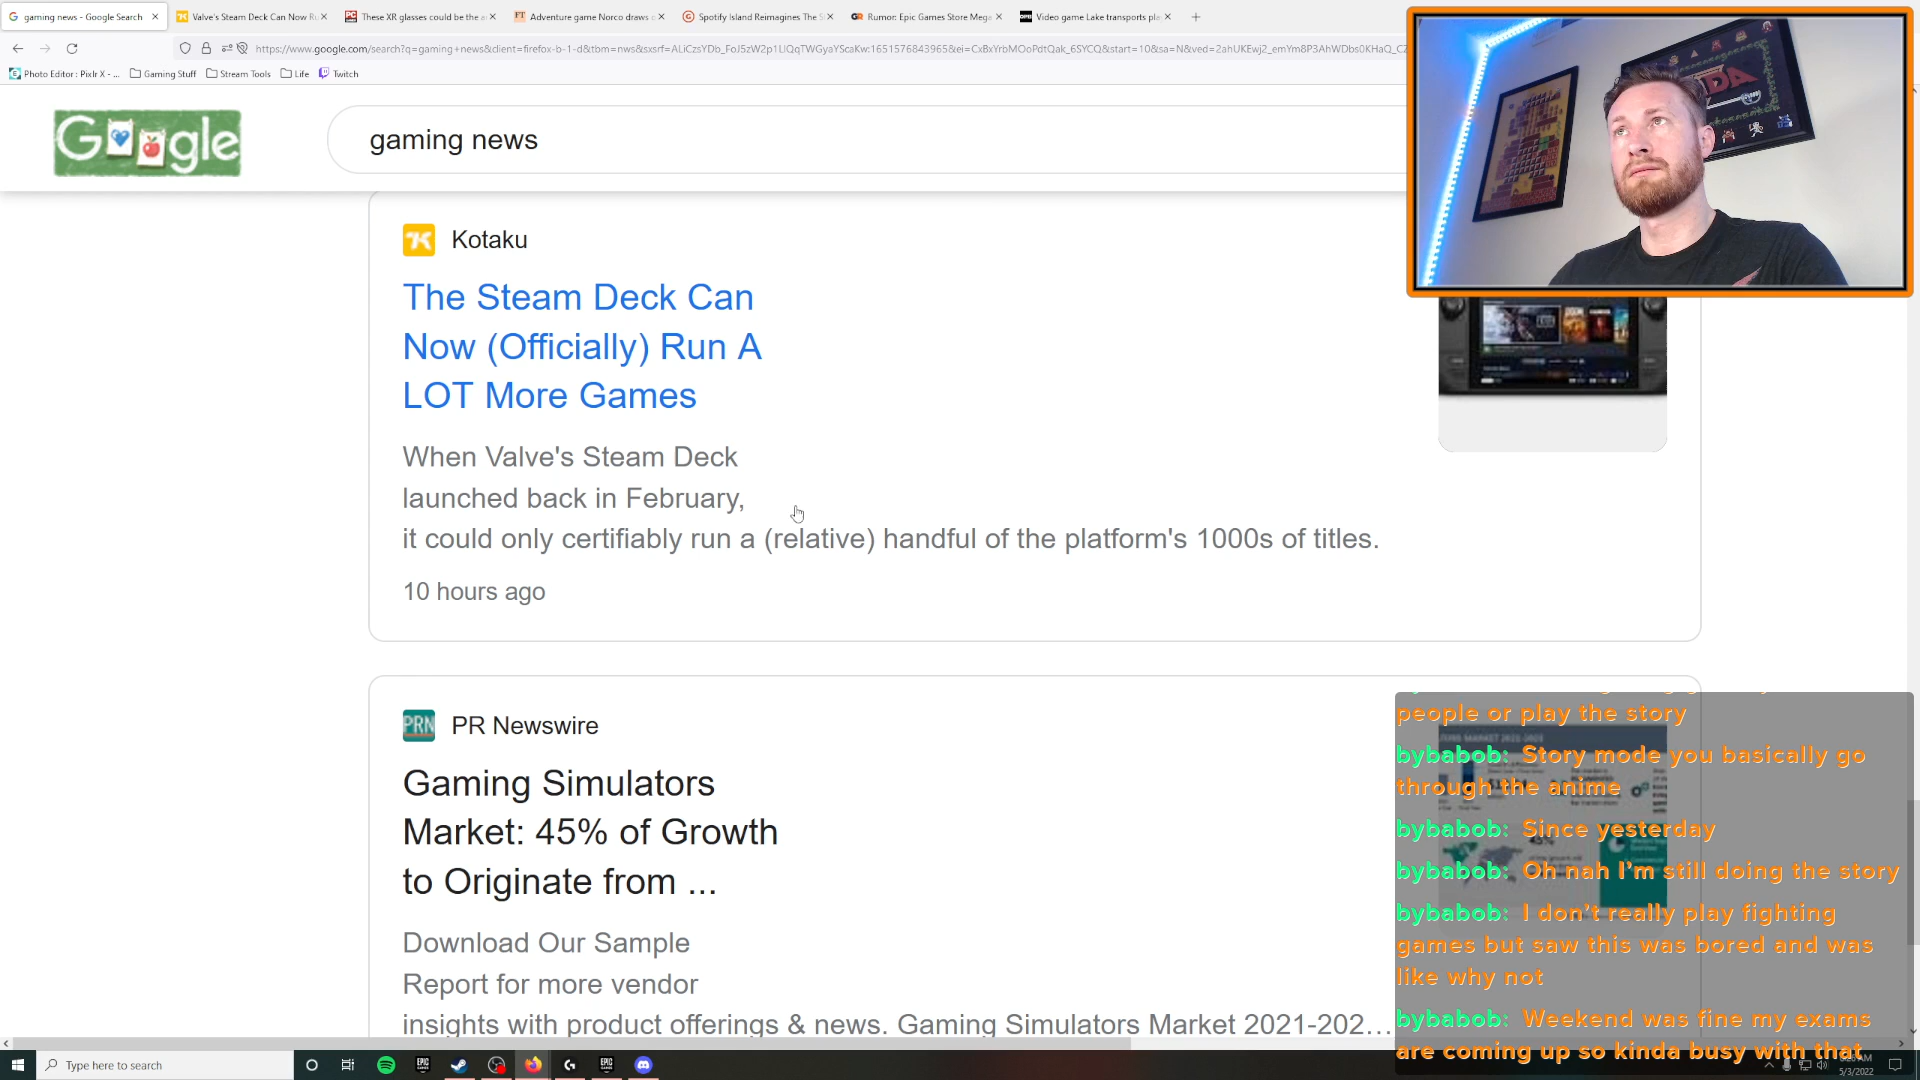 gaming news - Google Search
Valve's Steam Deck Can Now Ru
These XR glasses could be the
Adventure game Norco draws
Spotify Island Reimagines The S
Rumor: Epic Games Store Mega
Video game Lake transports
Photo Editor : Pixlr X - ...
Gaming Stuff
Stream Tools
Life
Twitch
Google
gaming news
Kotaku
The Steam Deck Can
Now (Officially) Run A
LOT More Games
When Valve's Steam Deck
launched back in February,
it could only certifiably run a (relative) handful of the platform's 1000s of titles.
10 hours ago
PRN
PR Newswire
Gaming Simulators
Market: 45% of Growth
to Originate from ...
Download Our Sample
Report for more vendor
insights with product offerings & news. Gaming Simulators Market 2021-202...
people or play the story
bybabob: Story mode you basically go
through the anime
bybabob: Since yesterday
bybabob: Oh nah I'm still doing the story
bybabob: I don't really play fighting
games but saw this was bored and was
like why not
bybabob: Weekend was fine my exams
are coming up so kinda busy with that
Type here to search
5/3/2022